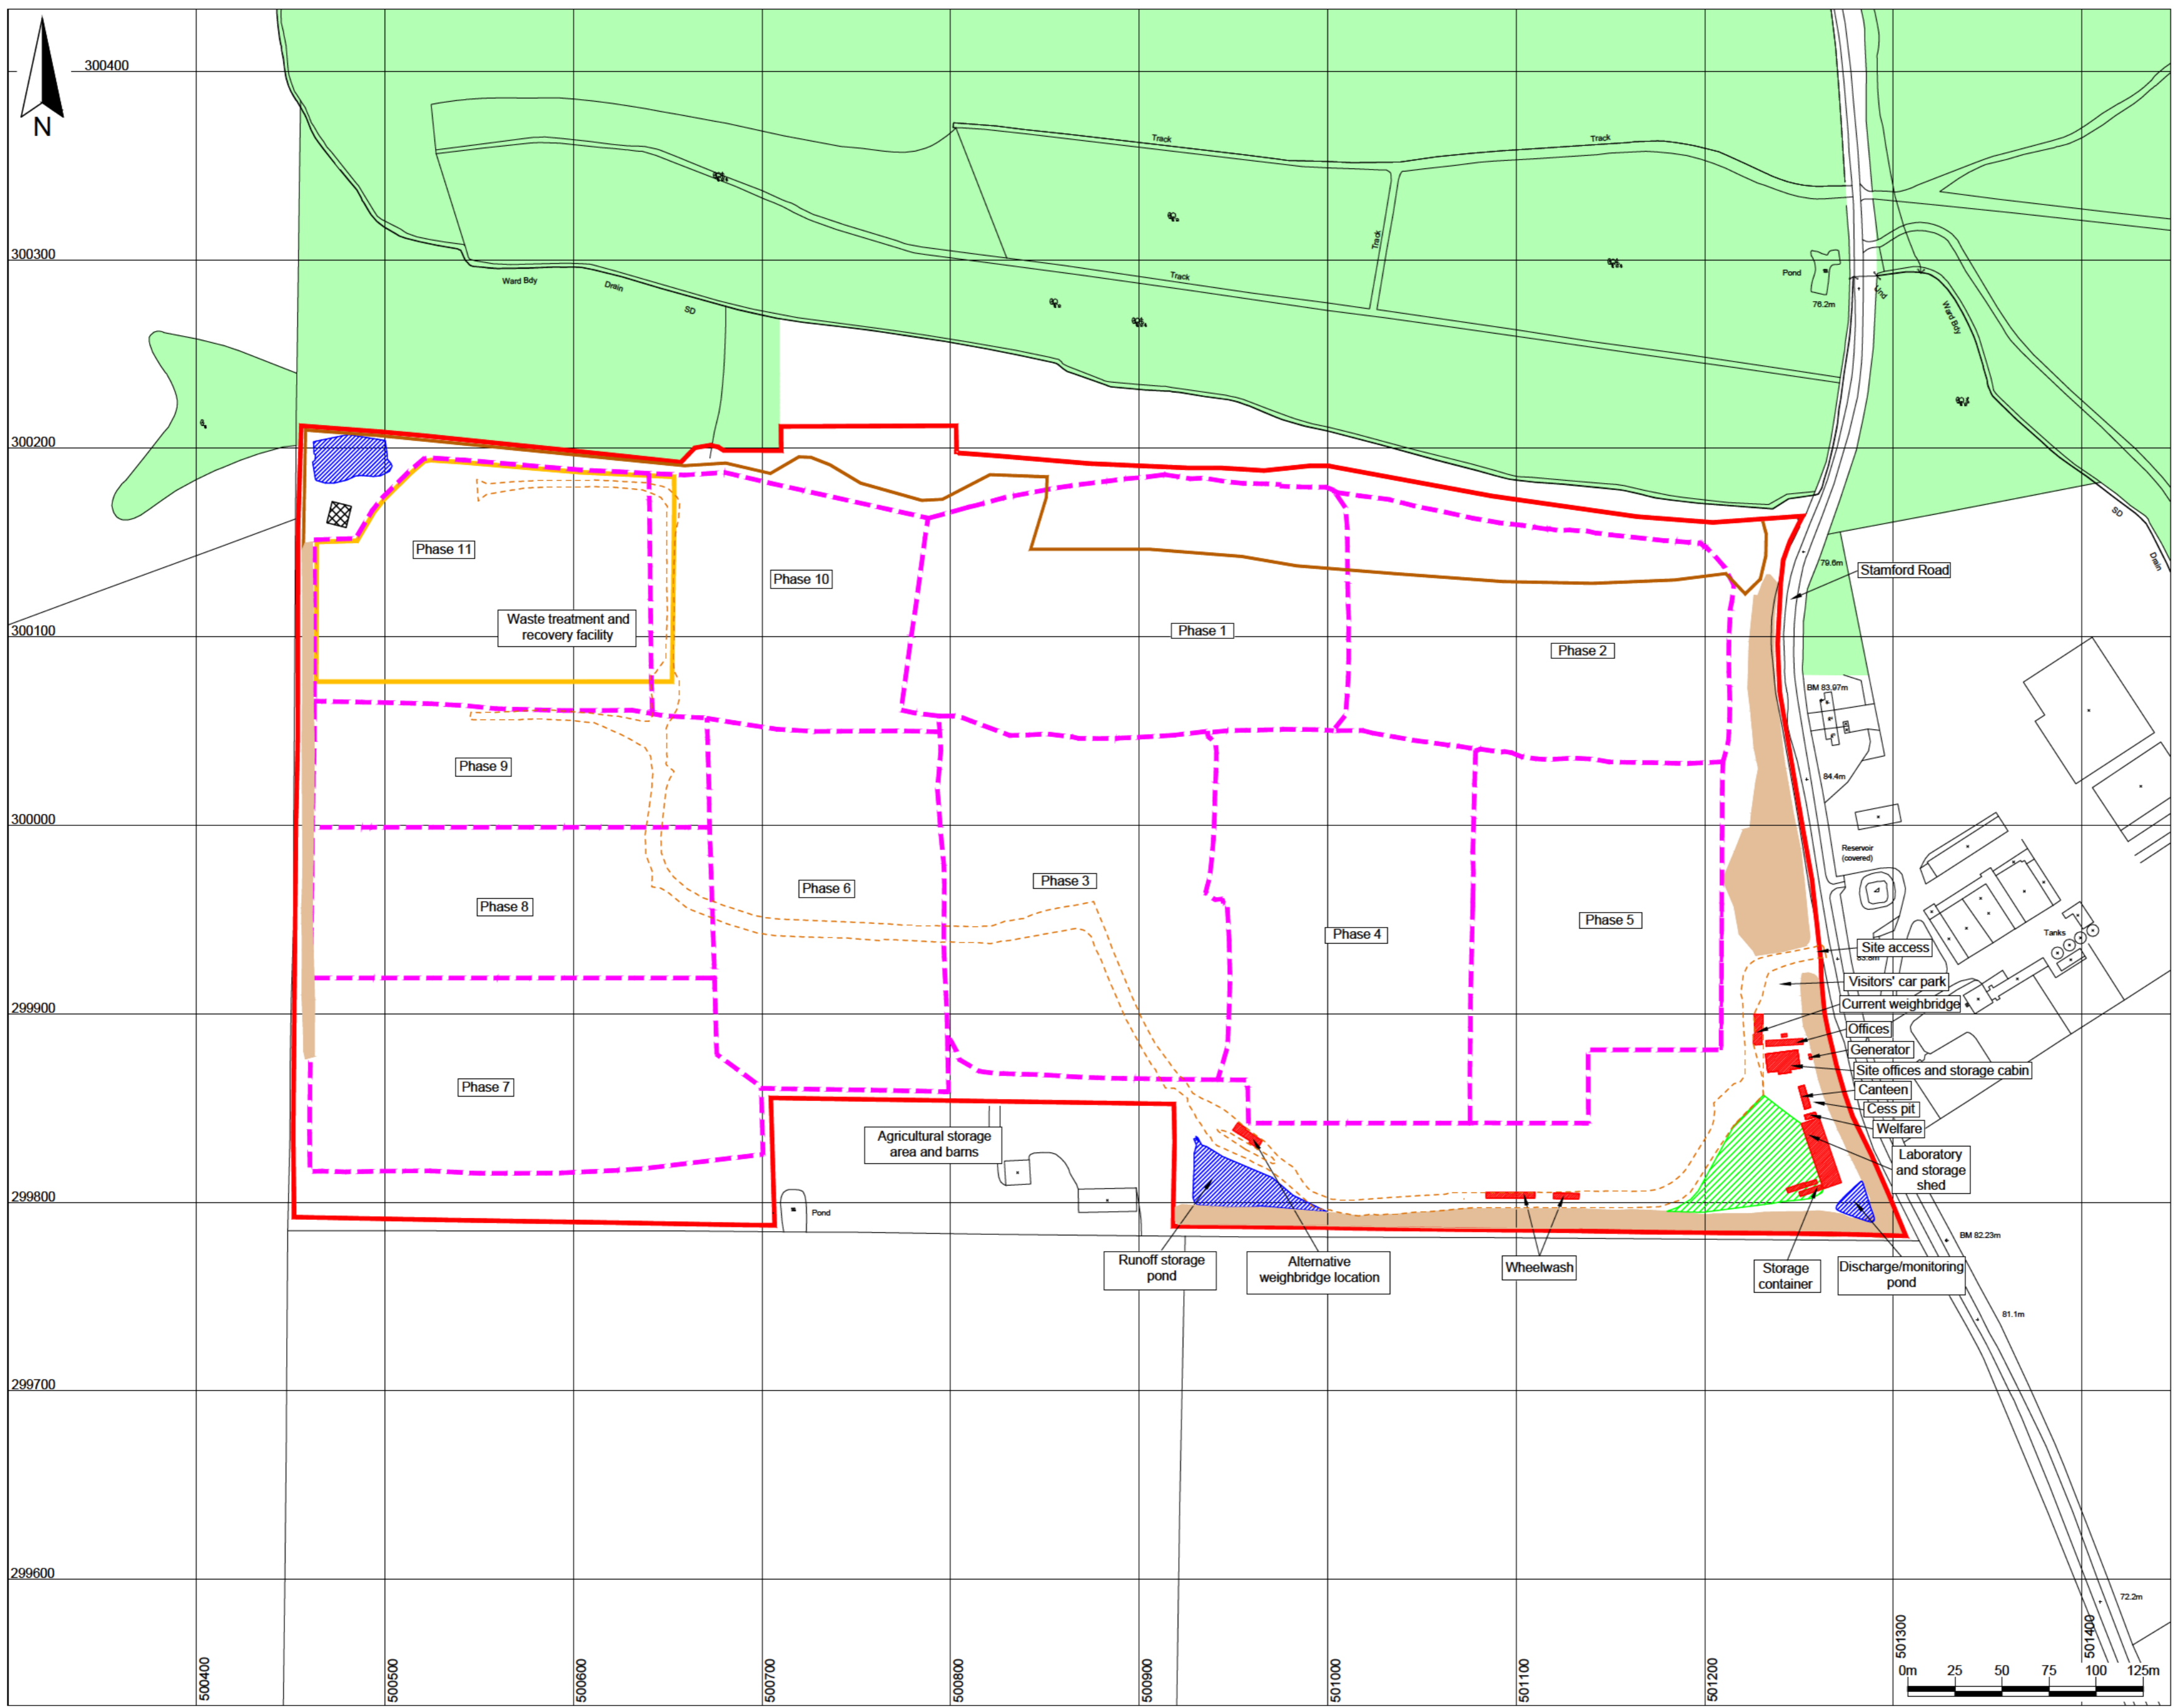 300400
N
Track
Track
Track
Track
300300
Ward Bdy
Drain
SD
Pond
76.2m
Und
Ward Bdy
300200
SD
Drain
Phase 11
Phase 10
79.6m
Stamford Road
Waste treatment and
recovery facility
300100
Phase 1
Phase 2
BM 83.97m
Phase 9
84.4m
300000
Reservoir
(covered)
Phase 6
Phase 3
Phase 8
Phase 5
Phase 4
Tanks
Site access
83.8m
Visitors' car park
299900
Current weighbridge
Offices
Generator
Site offices and storage cabin
Phase 7
Canteen
Cess pit
Welfare
Agricultural storage
area and barns
Laboratory
and storage
shed
299800
Pond
BM 82.23m
Runoff storage
pond
Alternative
weighbridge location
Wheelwash
Storage
container
Discharge/monitoring
pond
81.1m
299700
299600
72.2m
500400
500500
500600
500700
500800
500900
501000
501100
501200
501300
501400
0m 25 50 75 100 125m